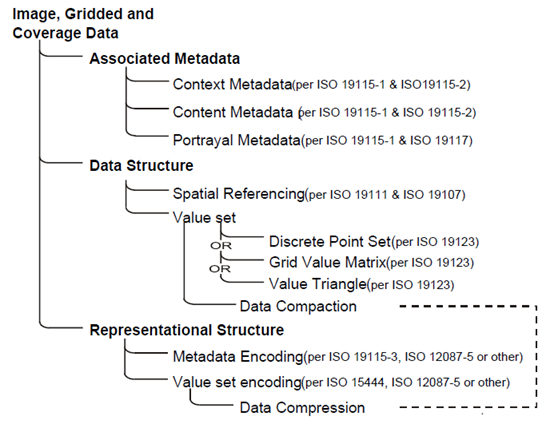 Image, Gridded and
Coverage Data
Associated Metadata
Context Metadata(per ISO 19115-1 & ISO19115-2)
Content Metadata (per ISO 19115-1 & ISO 19115-2)
Portrayal Metadata(per ISO 19115-1 & ISO 19117)
Data Structure
Spatial Referencing(per ISO 19111 & ISO 19107)
Value set
Discrete Point Set(per ISO 19123)
OR
Grid Value Matrix(per ISO 19123)
OR
Value Triangle(per ISO 19123)
Data Compaction
Representational Structure
Metadata Encoding(per ISO 19115-3, ISO 12087-5 or other)
Value set encoding(per ISO 15444, ISO 12087-5 or other)
Data Compression